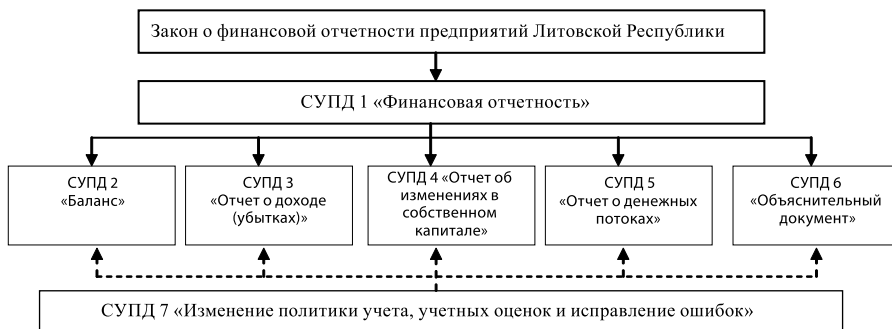 Закон о финансовой отчетности предприятий Литовской Республики
СУПД 1 «Финансовая отчетность»
СУПД 2
«Баланс»
СУПД 3
«Отчет о доходе
(убытках)»
СУПД 4 «Отчет об
изменениях в
собственном
капитале»
СУПД 5
«Отчет о денежных
потоках»
СУПД 6
«Объяснительный
документ»
СУПД 7 «Изменение политики учета, учетных оценок и исправление ошибок»